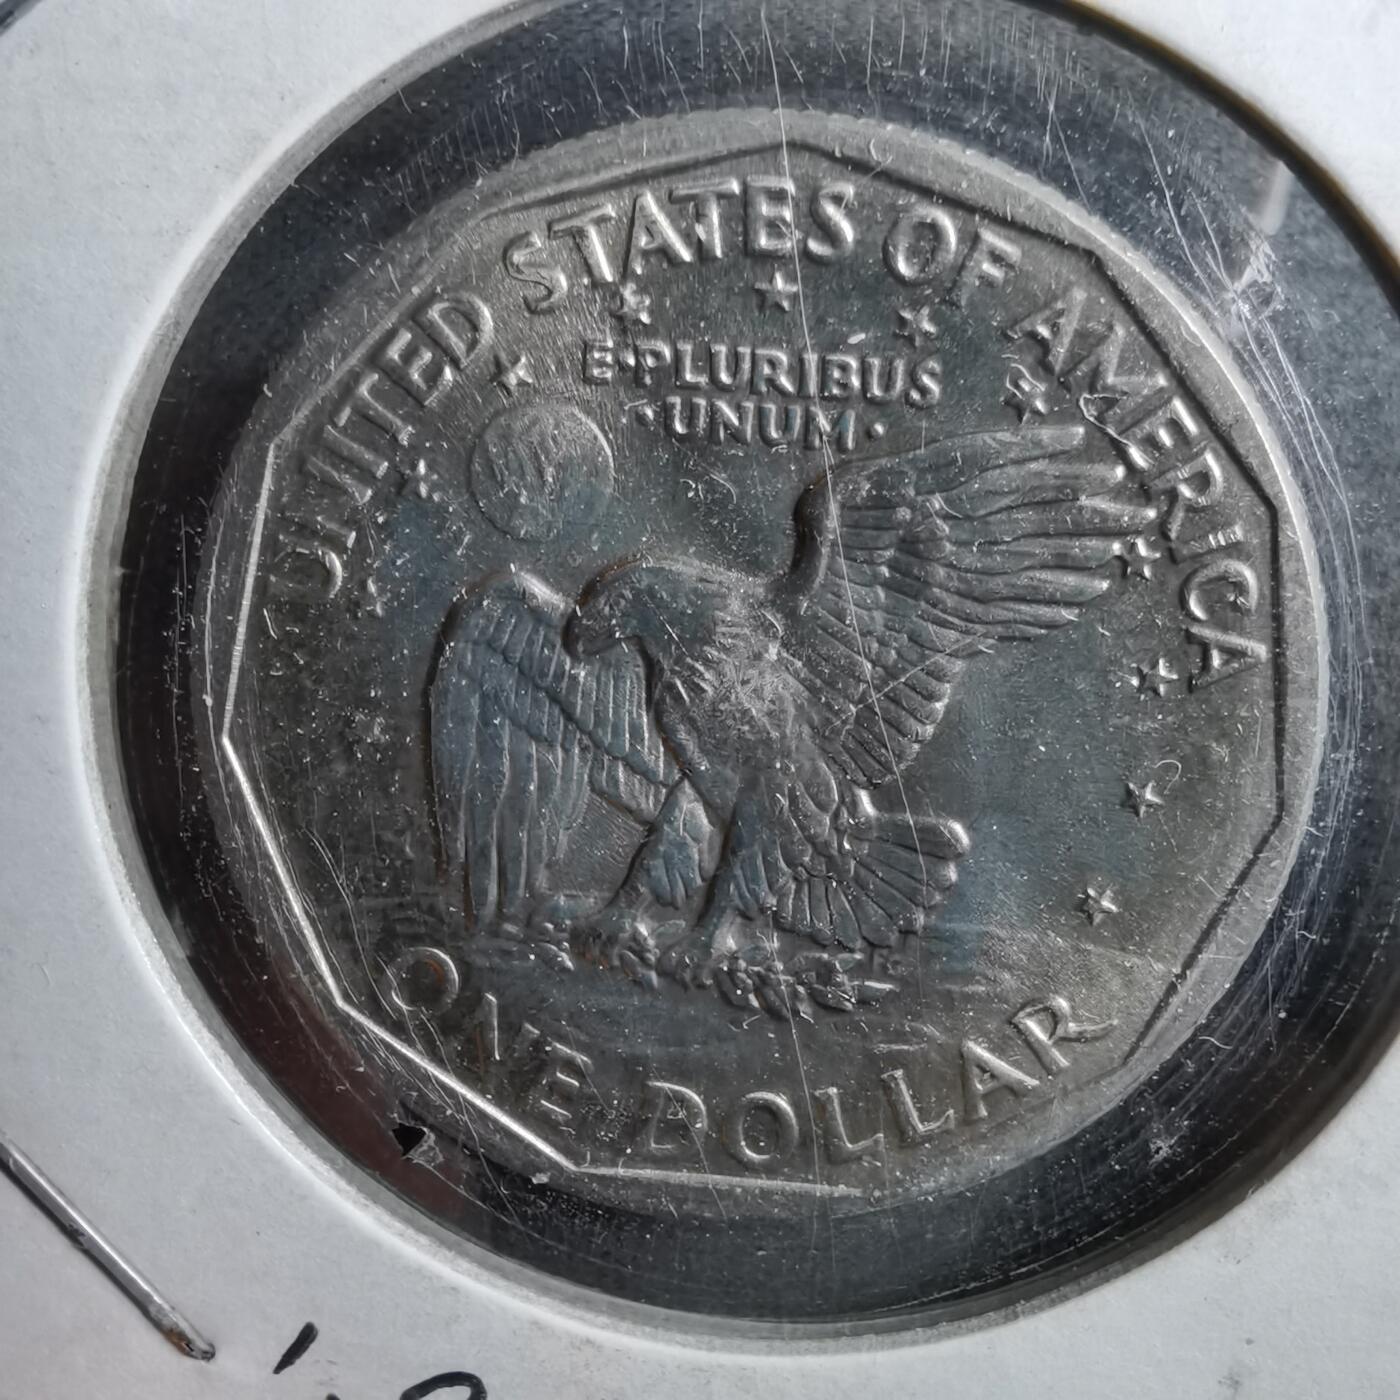 UNITED STATES OF AMERICA
E·PLURIBUS
·UNUM·
ONE DOLLAR